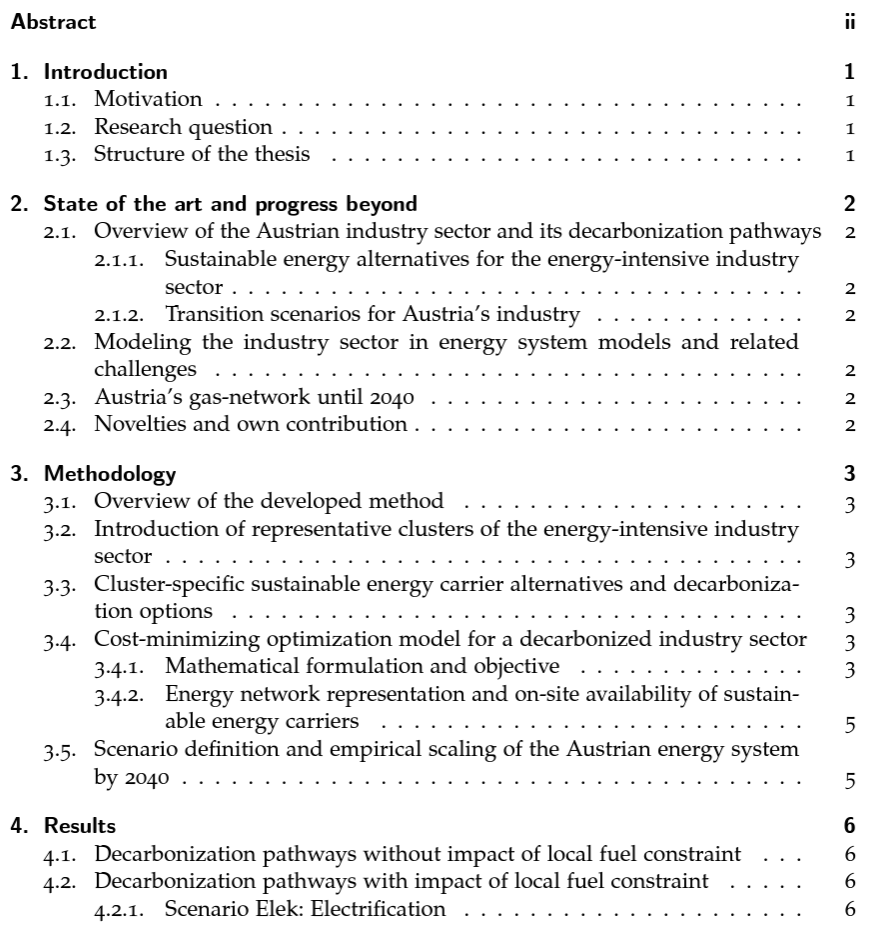 Abstract ii
1. Introduction 1
1.1. Motivation . . . . . . . . . . . . . . . . . . . . . . . . . . . . . . . . . . . . 1
1.2. Research question . . . . . . . . . . . . . . . . . . . . . . . . . . . . . . . . 1
1.3. Structure of the thesis . . . . . . . . . . . . . . . . . . . . . . . . . . . . . 1
2. State of the art and progress beyond 2
2.1. Overview of the Austrian industry sector and its decarbonization pathways 2
2.1.1. Sustainable energy alternatives for the energy-intensive industry
sector . . . . . . . . . . . . . . . . . . . . . . . . . . . . . . . . . . . 2
2.1.2. Transition scenarios for Austria's industry . . . . . . . . . . . . . 2
2.2. Modeling the industry sector in energy system models and related
challenges . . . . . . . . . . . . . . . . . . . . . . . . . . . . . . . . . . . . 2
2.3. Austria's gas-network until 2040 . . . . . . . . . . . . . . . . . . . . . . . 2
2.4. Novelties and own contribution . . . . . . . . . . . . . . . . . . . . . . . . 2
3. Methodology 3
3.1. Overview of the developed method . . . . . . . . . . . . . . . . . . . . . 3
3.2. Introduction of representative clusters of the energy-intensive industry
sector . . . . . . . . . . . . . . . . . . . . . . . . . . . . . . . . . . . . . . . 3
3.3. Cluster-specific sustainable energy carrier alternatives and decarboniza-
tion options . . . . . . . . . . . . . . . . . . . . . . . . . . . . . . . . . . . 3
3.4. Cost-minimizing optimization model for a decarbonized industry sector 3
3.4.1. Mathematical formulation and objective . . . . . . . . . . . . . . 3
3.4.2. Energy network representation and on-site availability of sustain-
able energy carriers . . . . . . . . . . . . . . . . . . . . . . . . . . 5
3.5. Scenario definition and empirical scaling of the Austrian energy system
by 2040 . . . . . . . . . . . . . . . . . . . . . . . . . . . . . . . . . . . . . . 5
4. Results 6
4.1. Decarbonization pathways without impact of local fuel constraint . . . 6
4.2. Decarbonization pathways with impact of local fuel constraint . . . . . 6
4.2.1. Scenario Elek: Electrification . . . . . . . . . . . . . . . . . . . . . 6